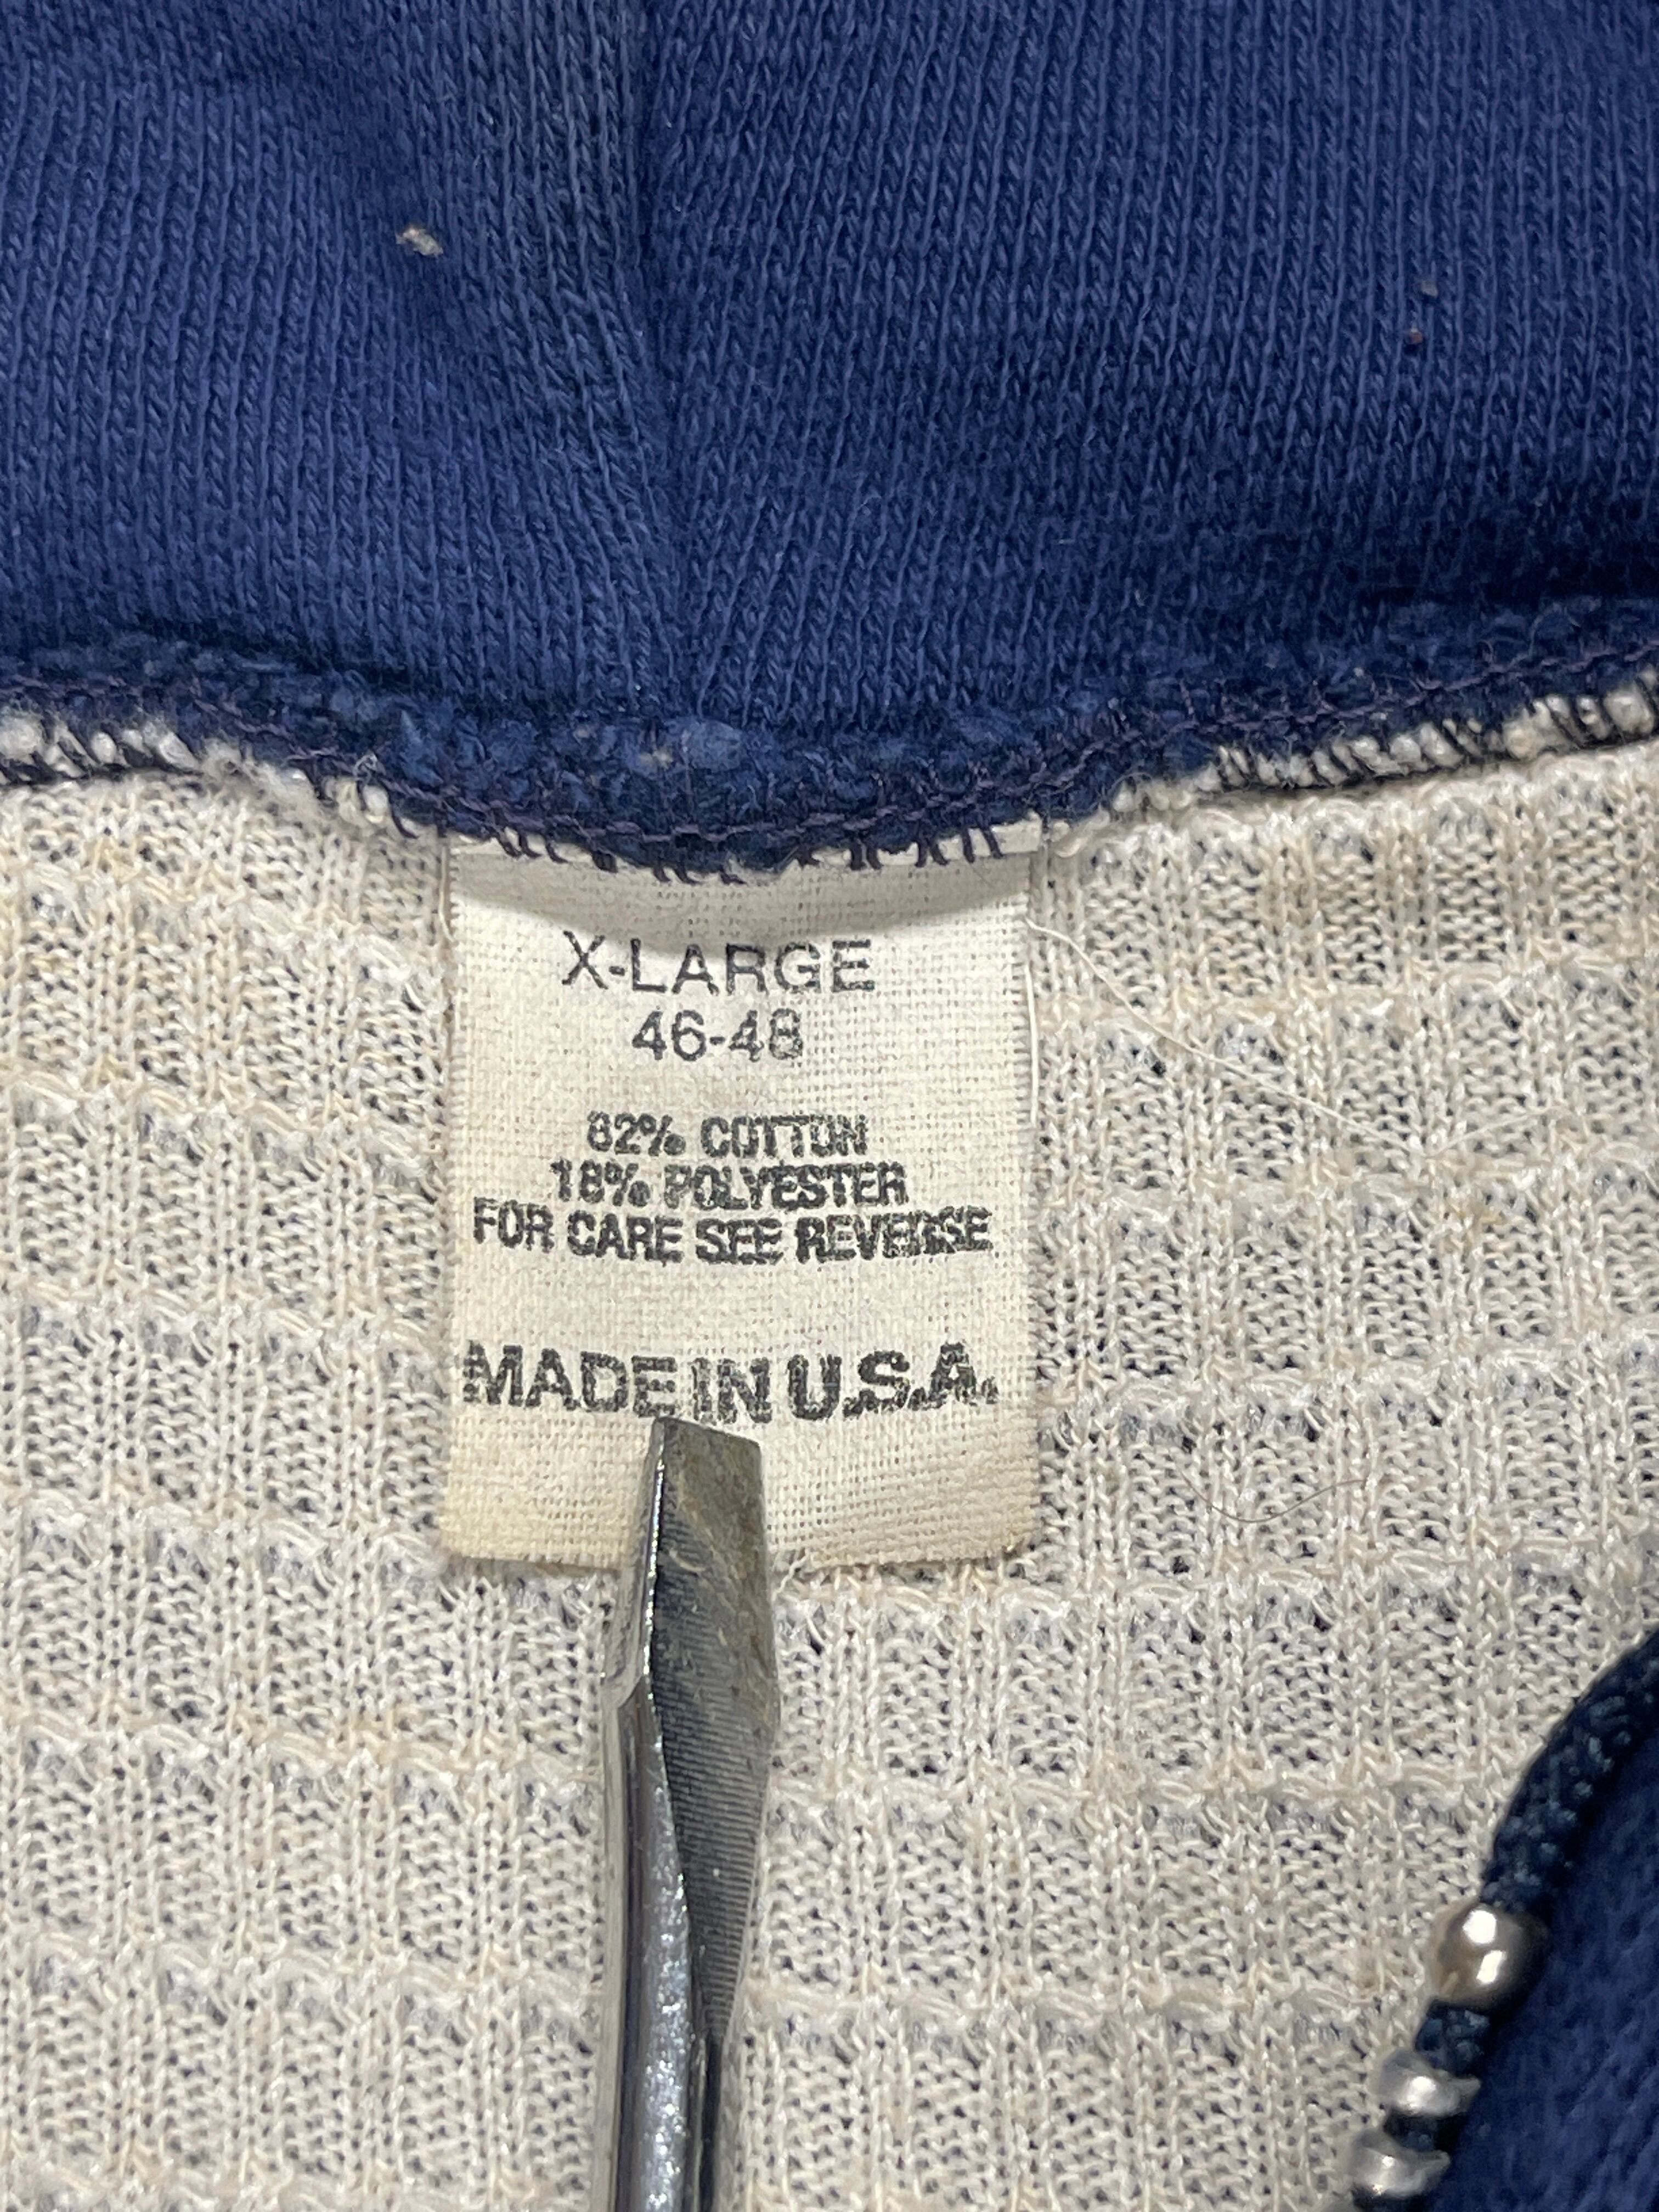 X-LARGE
46-48
82% COTTON
18% POLYESTER
FOR CARE SEE REVERSE
MADE IN U.S.A.